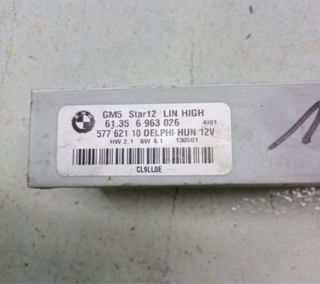 GM5 Star12 LIN HIGH
61.35 6 963 026 AI01
577 621 10 DELPHI-HUN 12V
HW 2.1 SW 4.1 130501
CL9LL0E